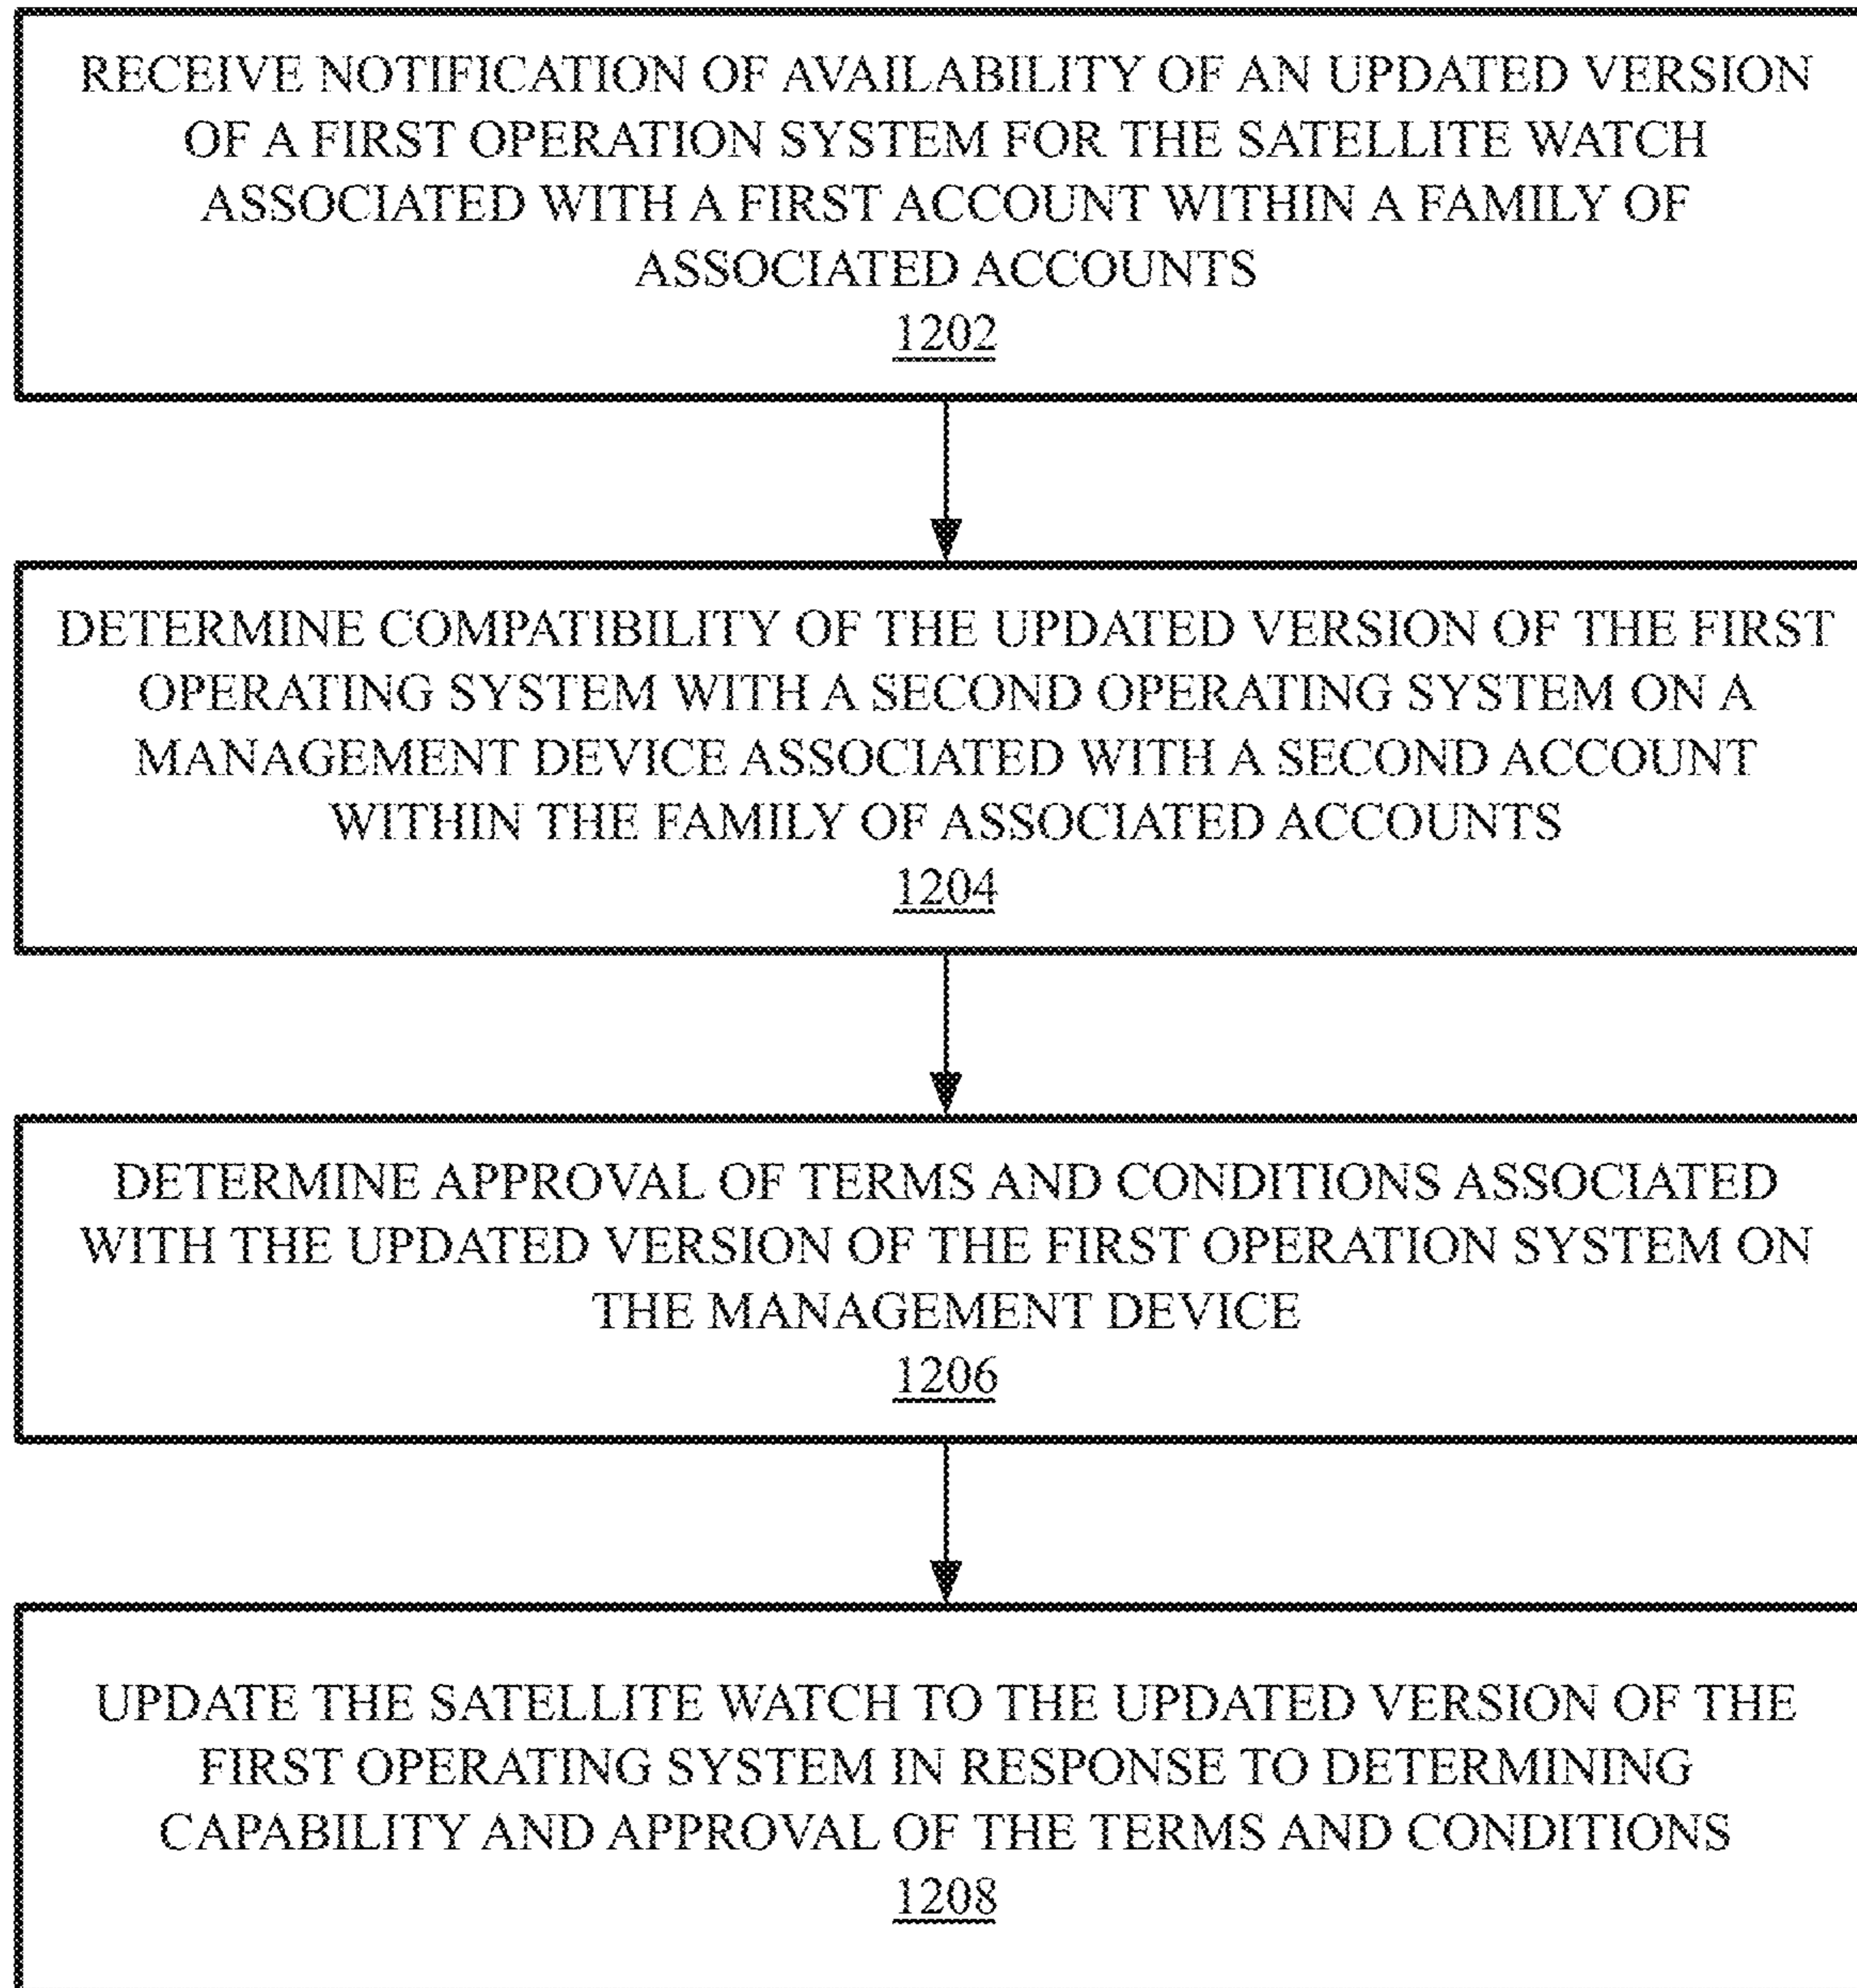 RECEIVE NOTIFICATION OF AVAILABILITY OF AN UPDATED VERSION
OF A FIRST OPERATION SYSTEM FOR THE SATELLITE WATCH
ASSOCIATED WITH A FIRST ACCOUNT WITHIN A FAMILY OF
ASSOCIATED ACCOUNTS
1202
DETERMINE COMPATIBILITY OF THE UPDATED VERSION OF THE FIRST
OPERATING SYSTEM WITH A SECOND OPERATING SYSTEM ON A
MANAGEMENT DEVICE ASSOCIATED WITH A SECOND ACCOUNT
WITHIN THE FAMILY OF ASSOCIATED ACCOUNTS
1204
DETERMINE APPROVAL OF TERMS AND CONDITIONS ASSOCIATED
WITH THE UPDATED VERSION OF THE FIRST OPERATION SYSTEM ON
THE MANAGEMENT DEVICE
1206
UPDATE THE SATELLITE WATCH TO THE UPDATED VERSION OF THE
FIRST OPERATING SYSTEM IN RESPONSE TO DETERMINING
CAPABILITY AND APPROVAL OF THE TERMS AND CONDITIONS
1208